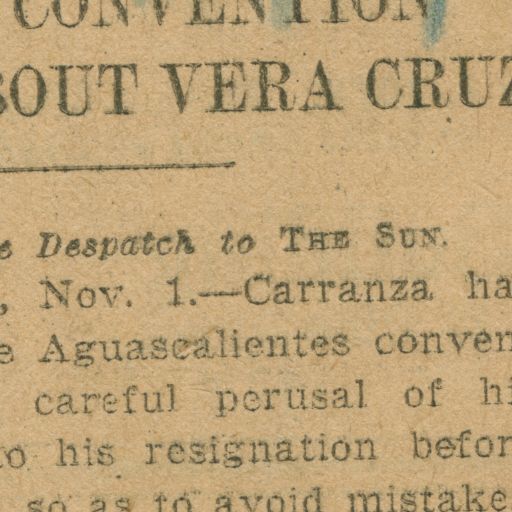 CONVENTION
BOUT VERA CRUZ
e Despatch to THE SUN.
, Nov. 1.—Carranza ha
e Aguascalientes conven
careful perusal of hi
to his resignation befor
so as to avoid mistake